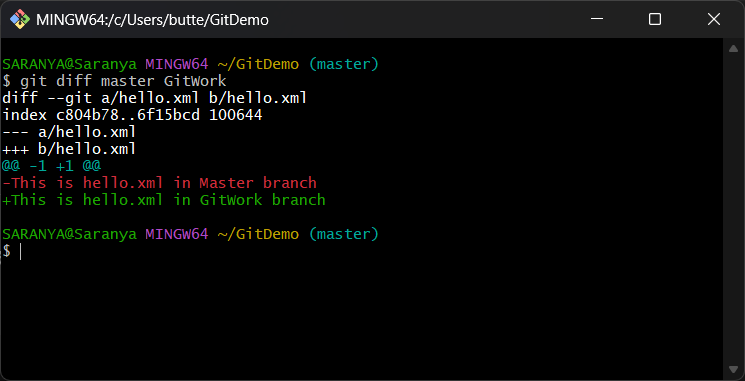 MINGW64:/c/Users/butte/GitDemo
SARANYA@Saranya MINGW64 ~/GitDemo (master)
$ git diff master GitWork
diff --git a/hello.xml b/hello.xml
index c804b78..6f15bcd 100644
--- a/hello.xml
+++ b/hello.xml
@@ -1 +1 @@
-This is hello.xml in Master branch
+This is hello.xml in GitWork branch
SARANYA@Saranya MINGW64 ~/GitDemo (master)
$